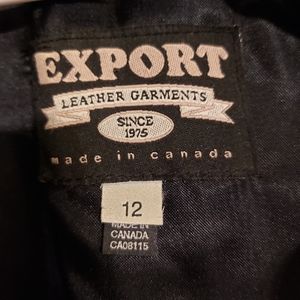 EXPORT
LEATHER GARMENTS
SINCE
1975
made in canada
12
MADE IN
CANADA
CA08115